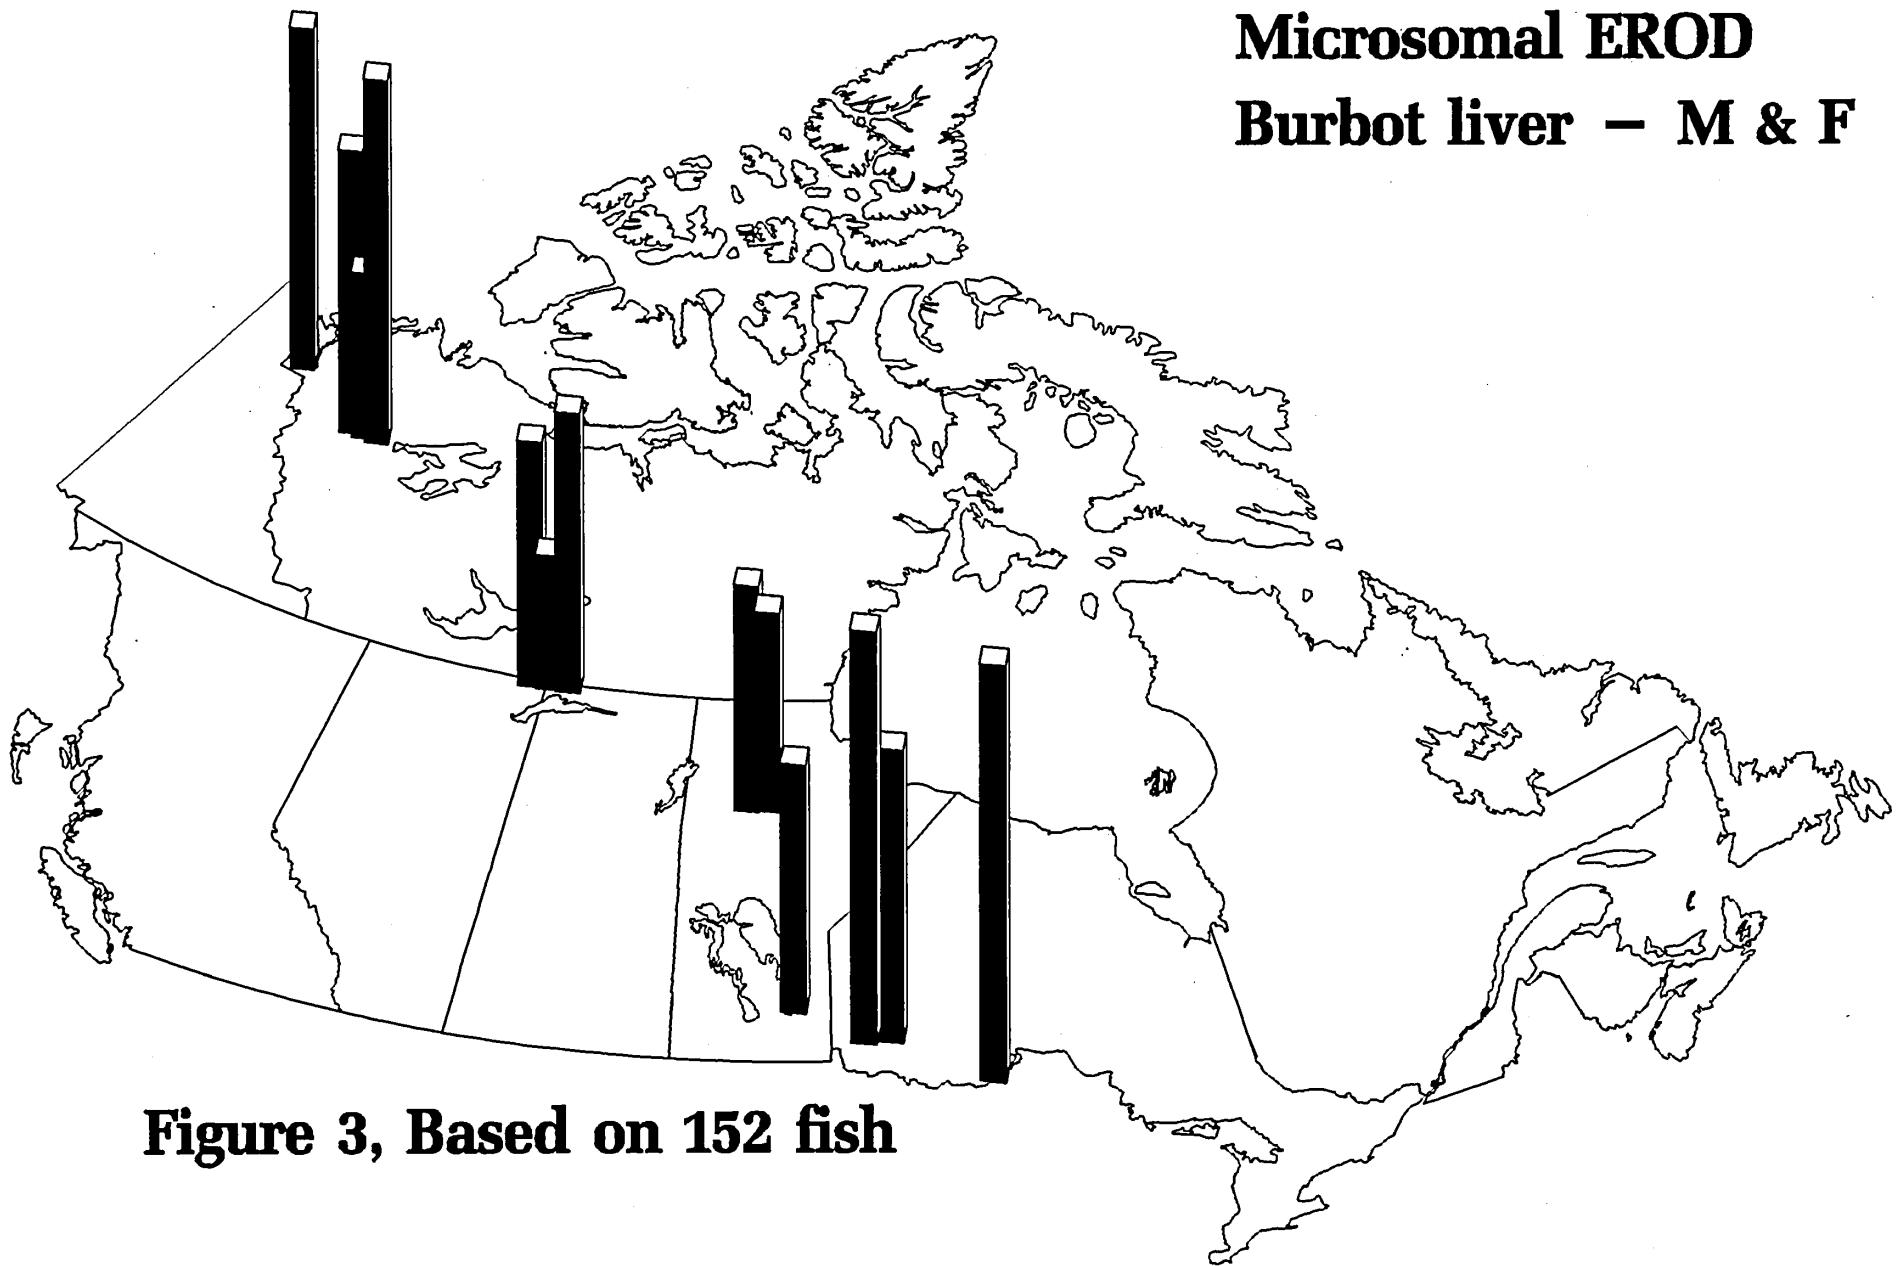 Microsomal EROD
Burbot liver – M & F
Figure 3, Based on 152 fish